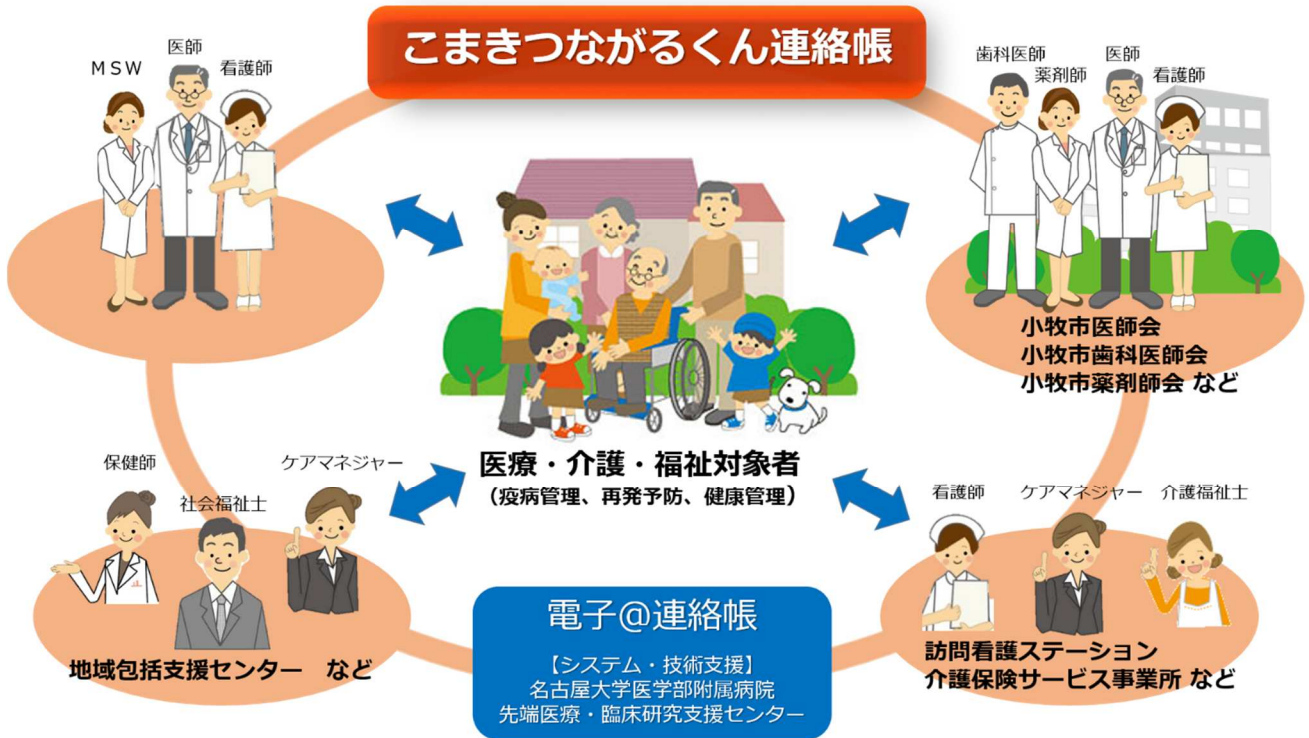 こまきつながるくん連絡帳
医師
MSW
看護師
歯科医師
医師
薬剤師
看護師
小牧市医師会
小牧市歯科医師会
小牧市薬剤師会 など
医療・介護・福祉対象者
(疫病管理、再発予防、健康管理)
保健師
ケアマネジャー
社会福祉士
地域包括支援センター など
看護師
ケアマネジャー
介護福祉士
訪問看護ステーション
介護保険サービス事業所 など
電子@連絡帳
【システム・技術支援】
名古屋大学医学部附属病院
先端医療・臨床研究支援センター